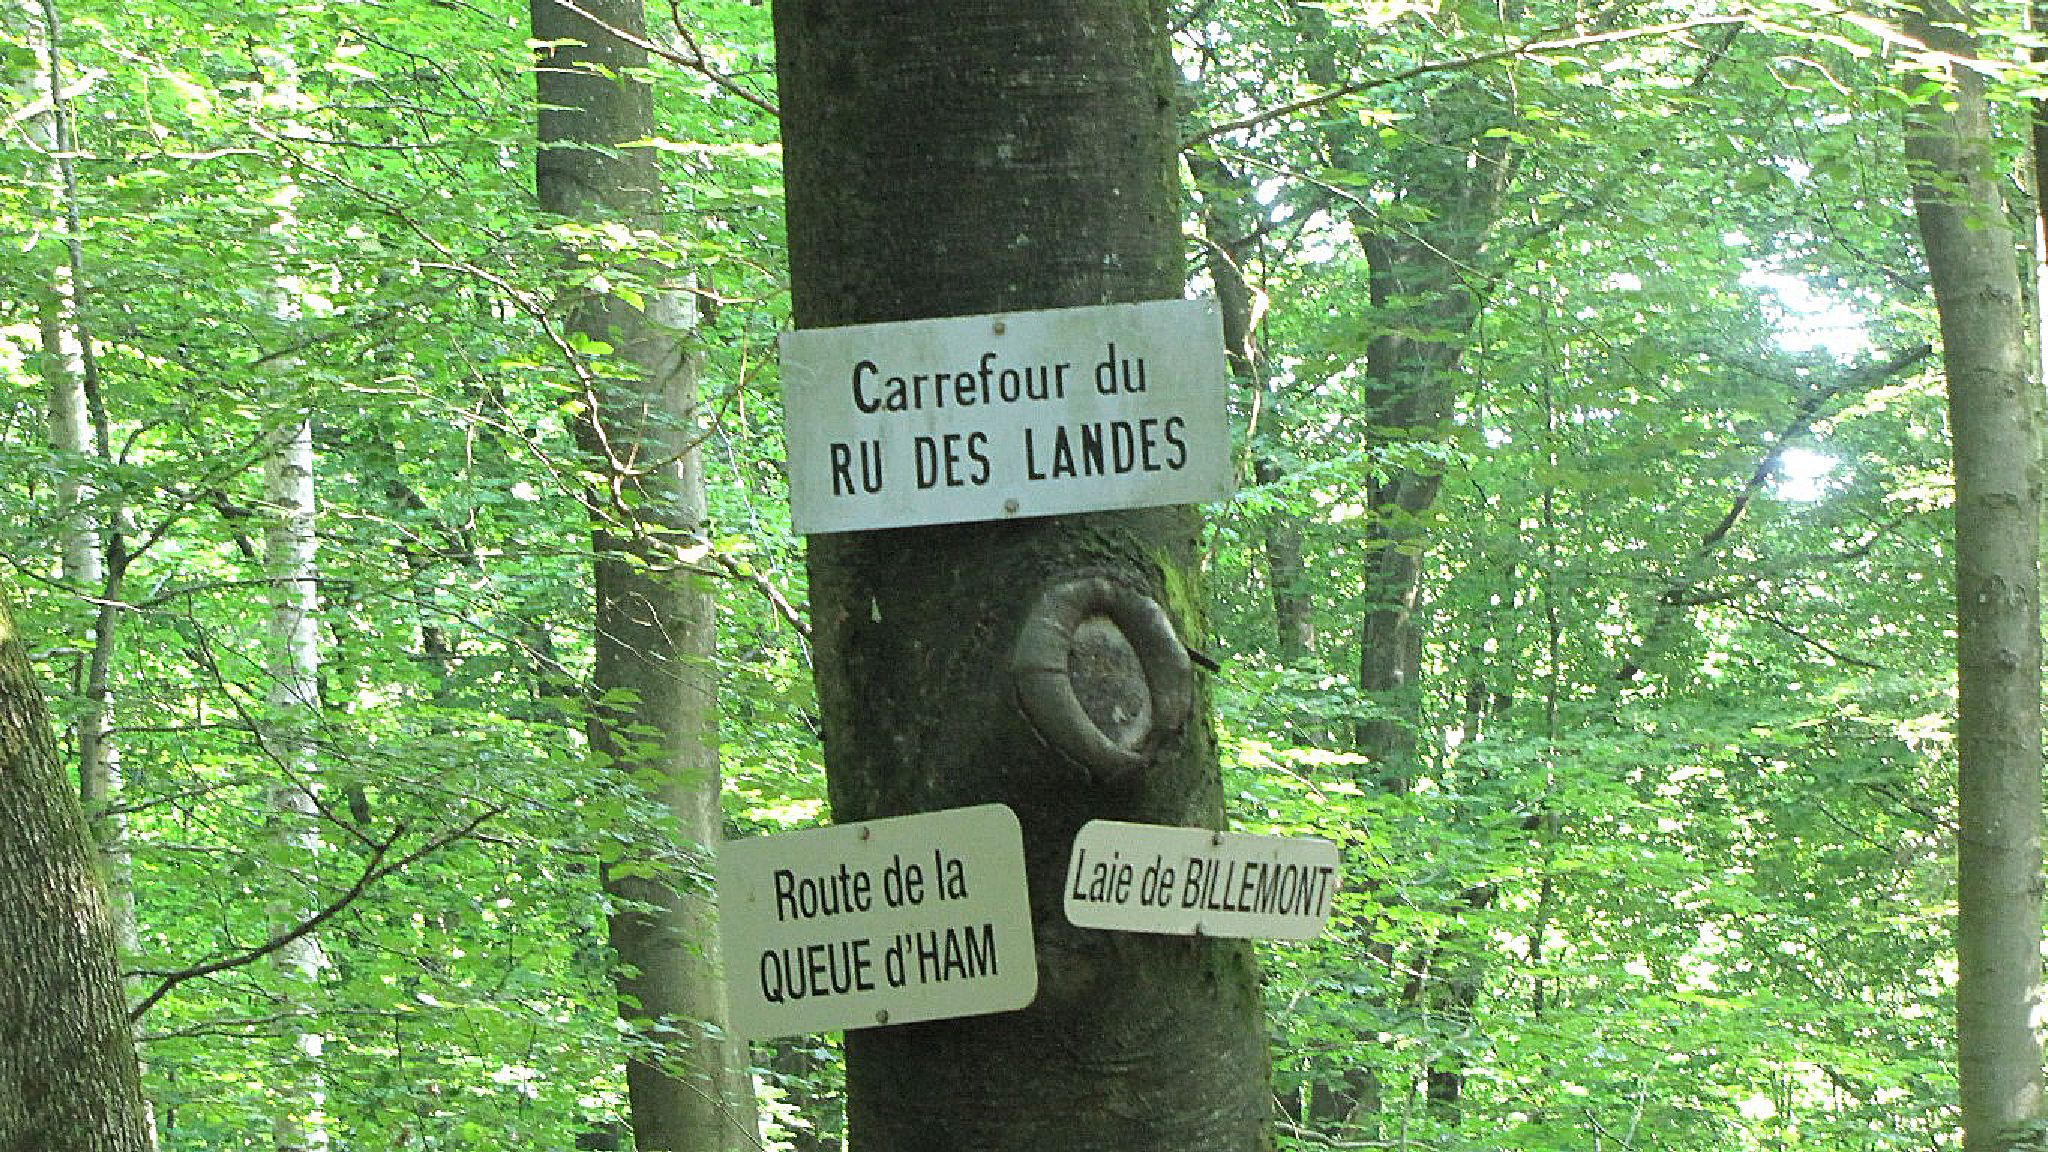 Carrefour du
RU DES LANDES
Route de la
QUEUE d'HAM
Laie de BILLEMONT